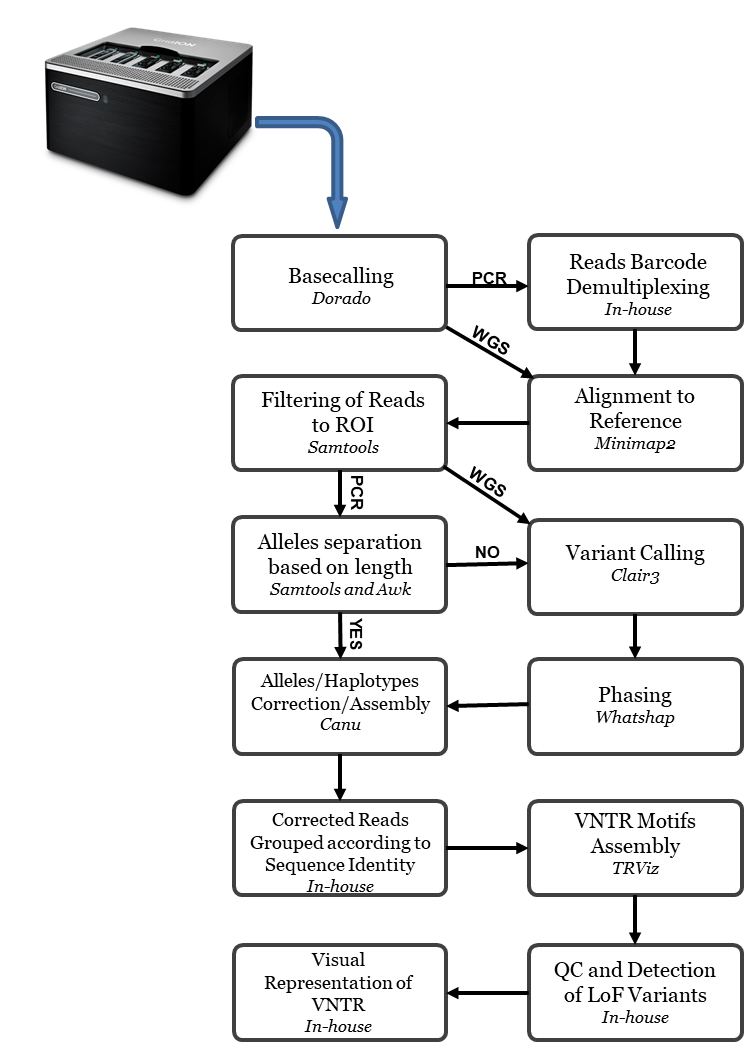 GridION
Basecalling
Dorado
PCR
Reads Barcode
Demultiplexing
In-house
WGS
Filtering of Reads
to ROI
Samtools
Alignment to
Reference
Minimap2
PCR
WGS
Alleles separation
based on length
Samtools and Awk
NO
Variant Calling
Clair3
YES
Alleles/Haplotypes
Correction/Assembly
Canu
Phasing
Whatshap
Corrected Reads
Grouped according to
Sequence Identity
In-house
VNTR Motifs
Assembly
TRViz
Visual
Representation of
VNTR
In-house
QC and Detection
of LoF Variants
In-house